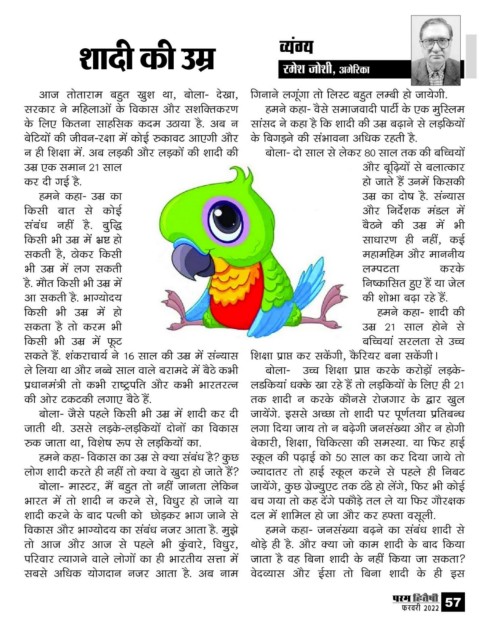 शादी की उम्र
व्यंग्य
रमेश जोशी, अमेरिका
आज तोताराम बहुत खुश था, बोला- देखा,
सरकार ने महिलाओं के विकास और सशक्तिकरण
के लिए कितना साहसिक कदम उठाया है. अब न
बेटियों की जीवन-रक्षा में कोई रुकावट आएगी और
न ही शिक्षा में. अब लड़की और लड़कों की शादी की
उम्र एक समान 21 साल
कर दी गई है.
हमने कहा- उम्र का
किसी बात से कोई
संबंध नहीं है. बुद्धि
किसी भी उम्र में भ्रष्ट हो
सकती है, ठोकर किसी
भी उम्र में लग सकती
है. मौत किसी भी उम्र में
आ सकती है. भाग्योदय
किसी भी उम्र में हो
सकता है तो करम भी
किसी भी उम्र में फूट
सकते हैं. शंकराचार्य ने 16 साल की उम्र में संन्यास
ले लिया था और नब्बे साल वाले बरामदे में बैठे कभी
प्रधानमंत्री तो कभी राष्ट्रपति और कभी भारतरत्न
की ओर टकटकी लगाए बैठे हैं.
बोला- जैसे पहले किसी भी उम्र में शादी कर दी
जाती थी. उससे लड़के-लड़कियों दोनों का विकास
रुक जाता था, विशेष रूप से लड़कियों का.
हमने कहा- विकास का उम्र से क्या संबंध है? कुछ
लोग शादी करते ही नहीं तो क्या वे खुदा हो जाते हैं?
बोला- मास्टर, मैं बहुत तो नहीं जानता लेकिन
भारत में तो शादी न करने से, विधुर हो जाने या
शादी करने के बाद पत्नी को छोड़कर भाग जाने से
विकास और भाग्योदय का संबंध नजर आता है. मुझे
तो आज और आज से पहले भी कुंवारे, विधुर,
परिवार त्यागने वाले लोगों का ही भारतीय सत्ता में
सबसे अधिक योगदान नजर आता है. अब नाम
गिनाने लगूंगा तो लिस्ट बहुत लम्बी हो जायेगी.
हमने कहा- वैसे समाजवादी पार्टी के एक मुस्लिम
सांसद ने कहा है कि शादी की उम्र बढ़ाने से लड़कियों
के बिगड़ने की संभावना अधिक रहती है.
बोला- दो साल से लेकर 80 साल तक की बच्चियों
और बूढ़ियों से बलात्कार
हो जाते हैं उनमें किसकी
उम्र का दोष है. संन्यास
और निर्देशक मंडल में
बैठने की उम्र में भी
साधारण ही नहीं, कई
महामहिम और माननीय
लम्पटता करके
निष्कासित हुए हैं या जेल
की शोभा बढ़ा रहे हैं.
हमने कहा- शादी की
उम्र 21 साल होने से
बच्चियां सरलता से उच्च
शिक्षा प्राप्त कर सकेंगी, कैरियर बना सकेंगी।
बोला- उच्च शिक्षा प्राप्त करके करोड़ों लड़के-
लडकियां धक्के खा रहे हैं तो लड़कियों के लिए ही 21
तक शादी न करके कौनसे रोजगार के द्वार खुल
जायेंगे. इससे अच्छा तो शादी पर पूर्णतया प्रतिबन्ध
लगा दिया जाय तो न बढ़ेगी जनसंख्या और न होगी
बेकारी, शिक्षा, चिकित्सा की समस्या. या फिर हाई
स्कूल की पढ़ाई को 50 साल का कर दिया जाये तो
ज्यादातर तो हाई स्कूल करने से पहले ही निबट
जायेंगे, कुछ ग्रेज्युएट तक ठंडे हो लेंगे, फिर भी कोई
बच गया तो कह देंगे पकौड़े तल ले या फिर गौरक्षक
दल में शामिल हो जा और कर हफ्ता वसूली.
हमने कहा- जनसंख्या बढ़ने का संबंध शादी से
थोड़े ही है. और क्या जो काम शादी के बाद किया
जाता है वह बिना शादी के नहीं किया जा सकता?
वेदव्यास और ईसा तो बिना शादी के ही इस
परम हितैषी
फरवरी 2022
57